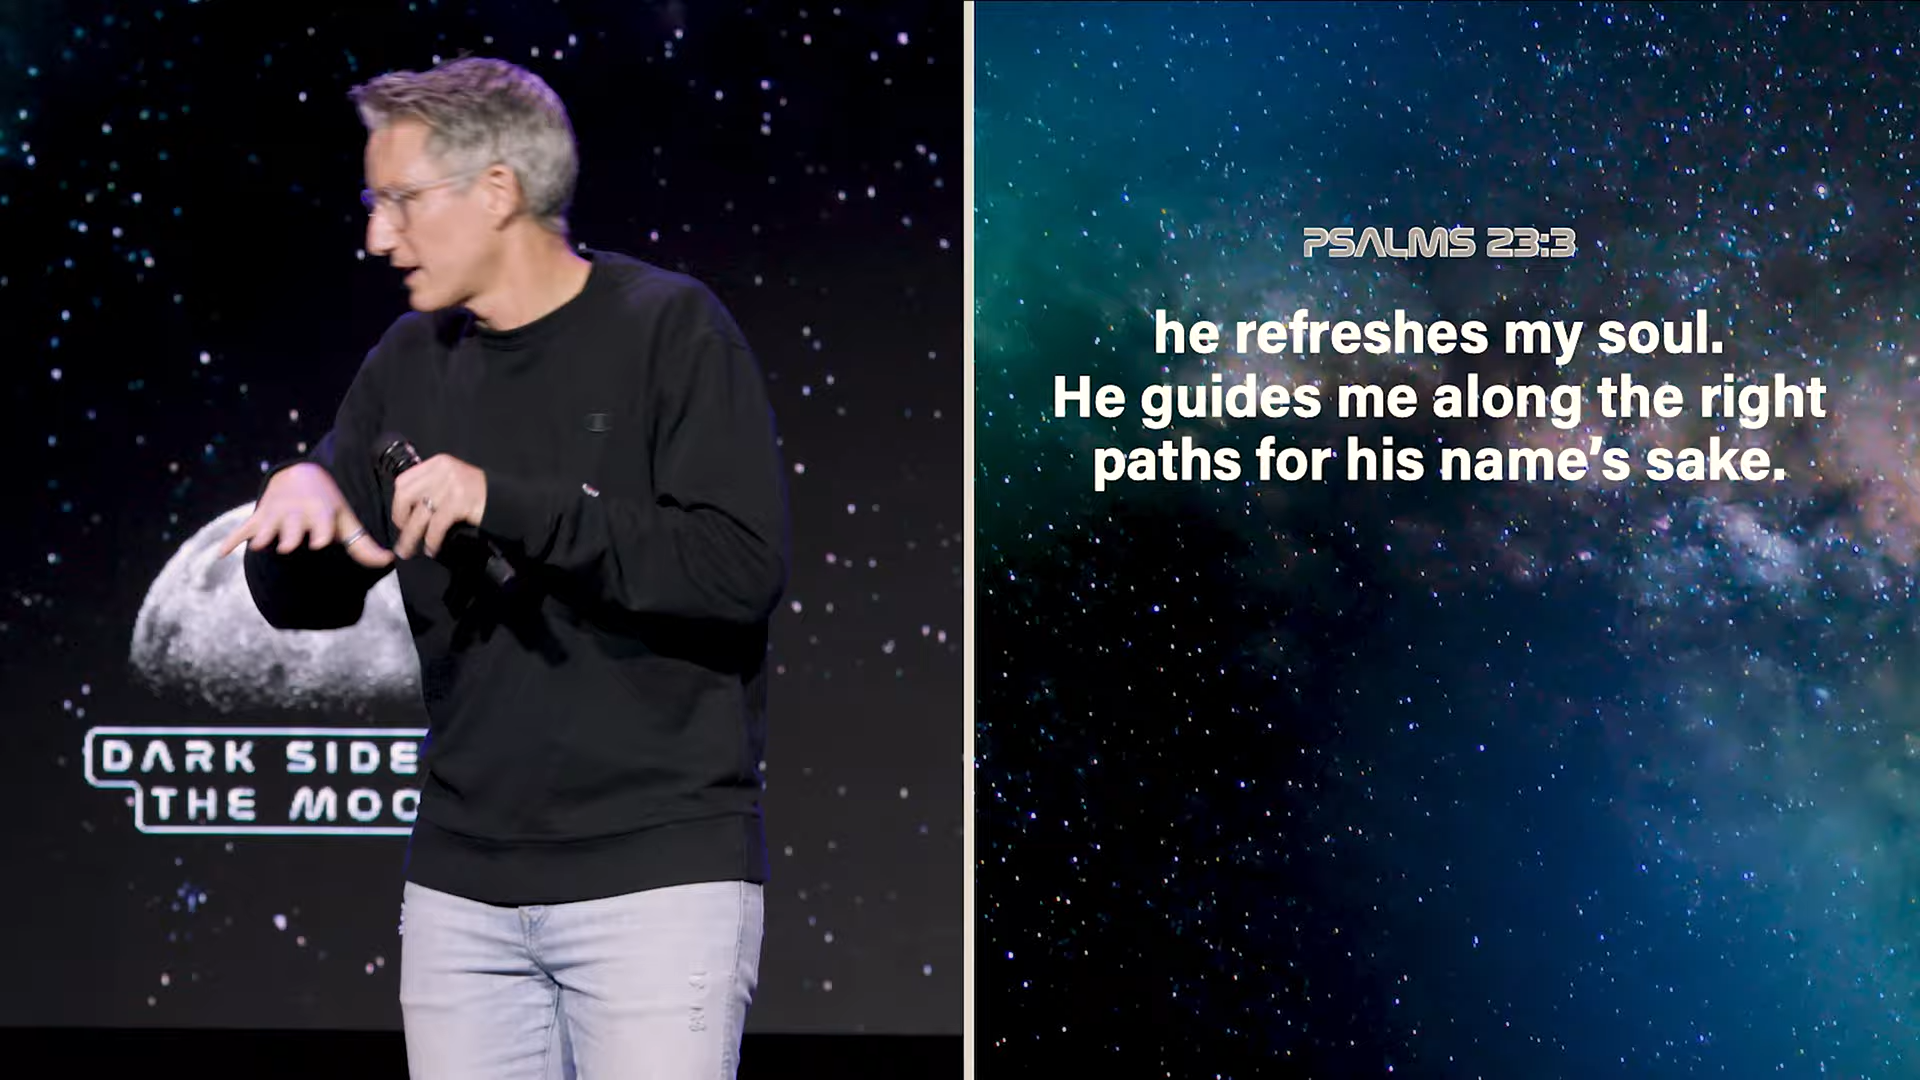 DARK SIDE
THE MOO
PSALMS 23:3
he refreshes my soul.
He guides me along the right
paths for his name's sake.